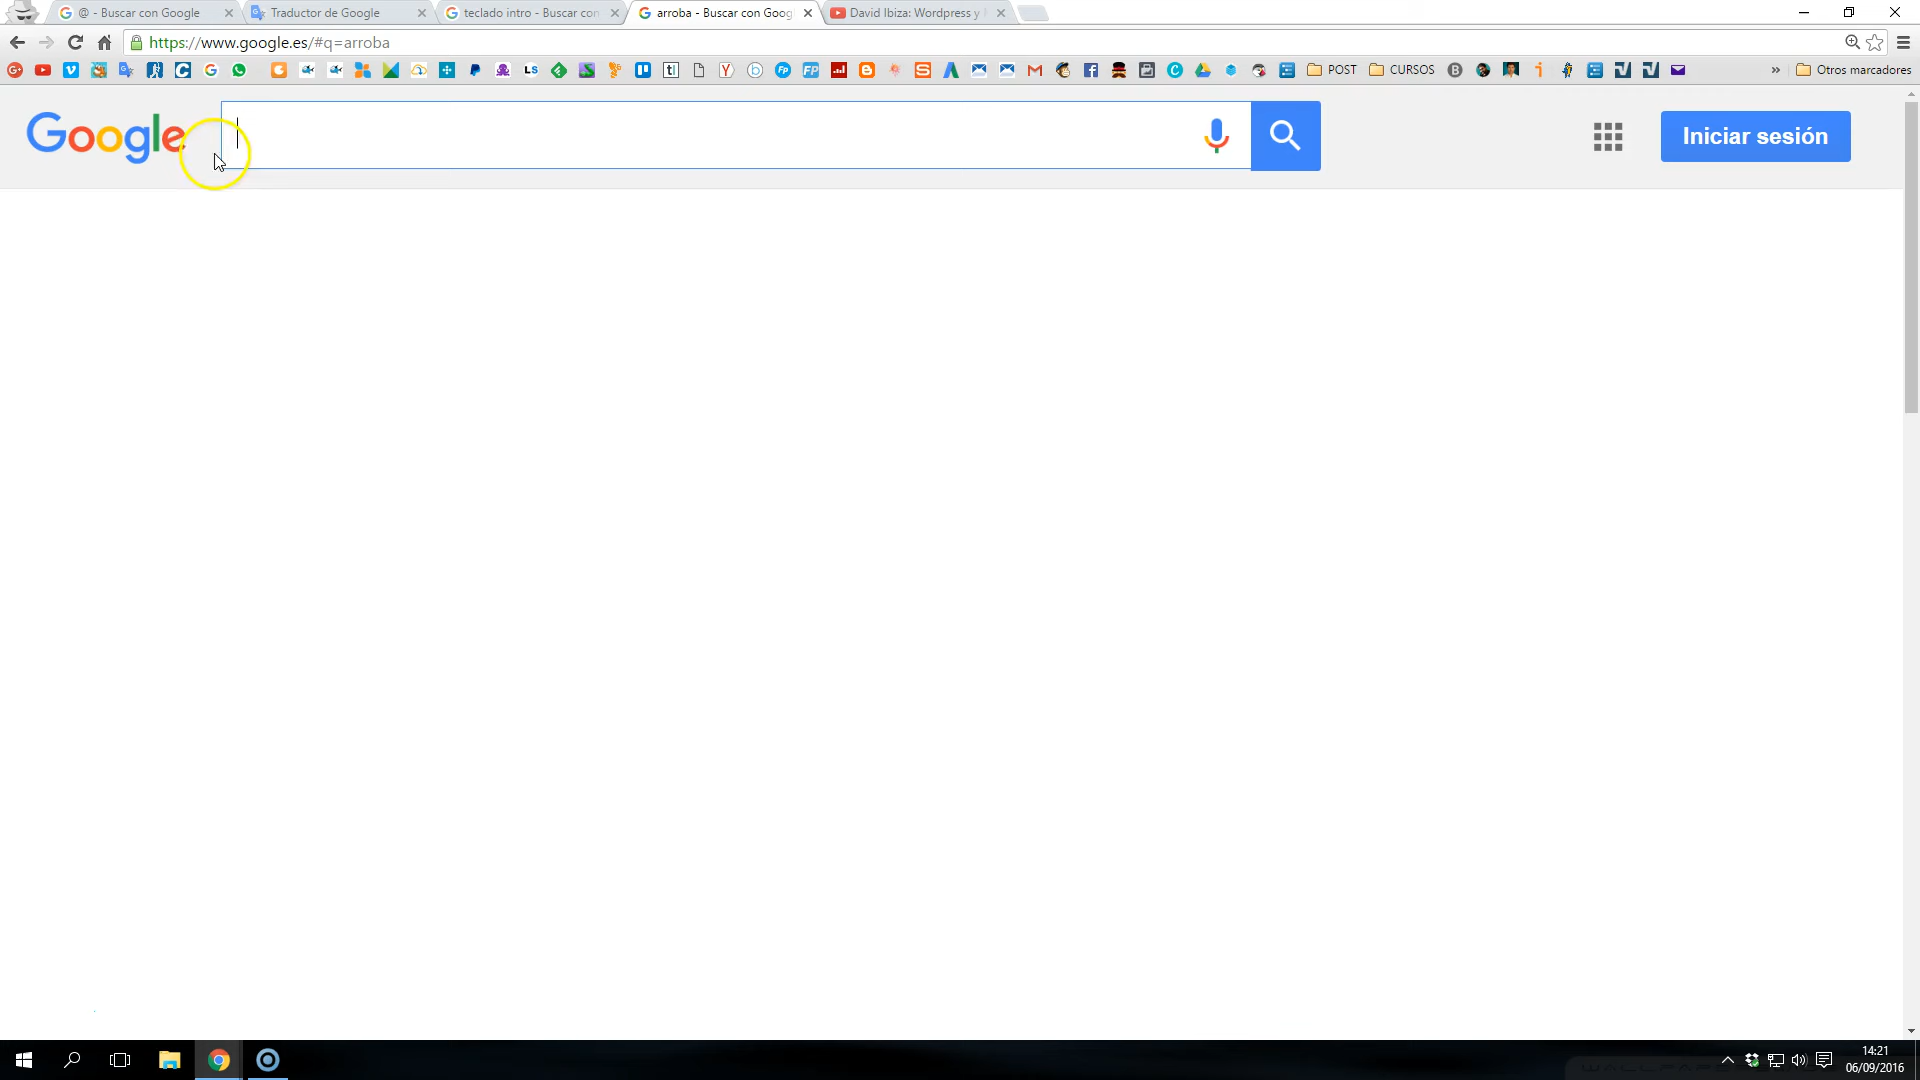 @ - Buscar con Google
Traductor de Google
teclado intro - Buscar con
arroba - Buscar con Goog
David Ibiza: Wordpress y
https://www.google.es/#q=arroba
POST
CURSOS
Otros marcadores
Google
Iniciar sesión
14:21
06/09/2016